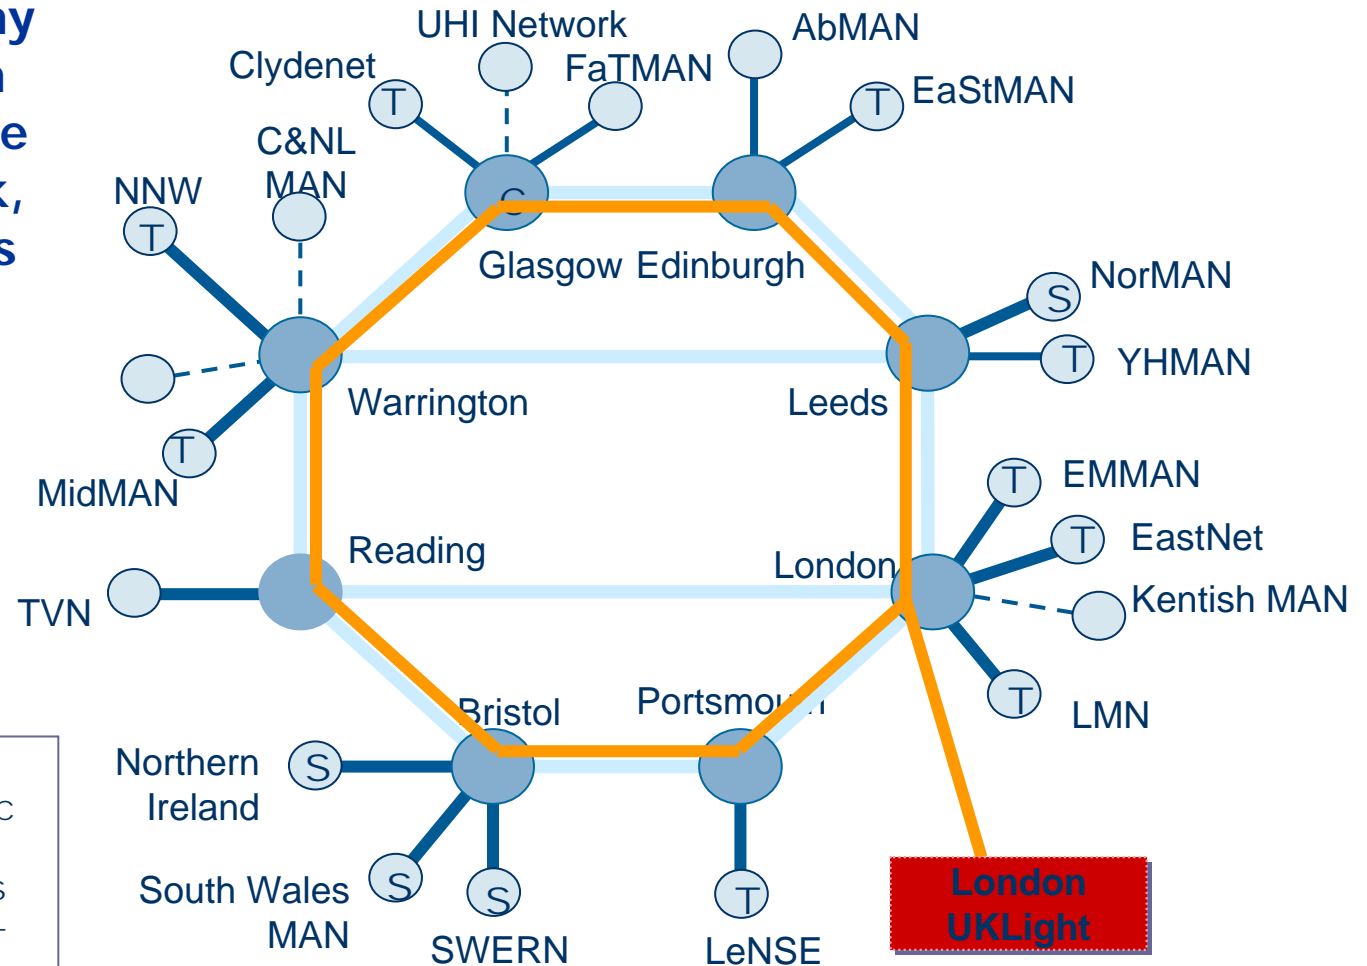 UHI Network
AbMAN
Clydenet
FaTMAN
T
T
EaStMAN
C&NL
MAN
NNW
T
C
Glasgow
Edinburgh
NorMAN
S
T
YHMAN
Warrington
Leeds
T
MidMAN
EMMAN
T
Reading
London
T
EastNet
Kentish MAN
TVN
T
LMN
Bristol
Portsmouth
Northern
Ireland
S
C
S
South Wales
MAN
S
S
SWERN
T
LeNSE
London
UKLight